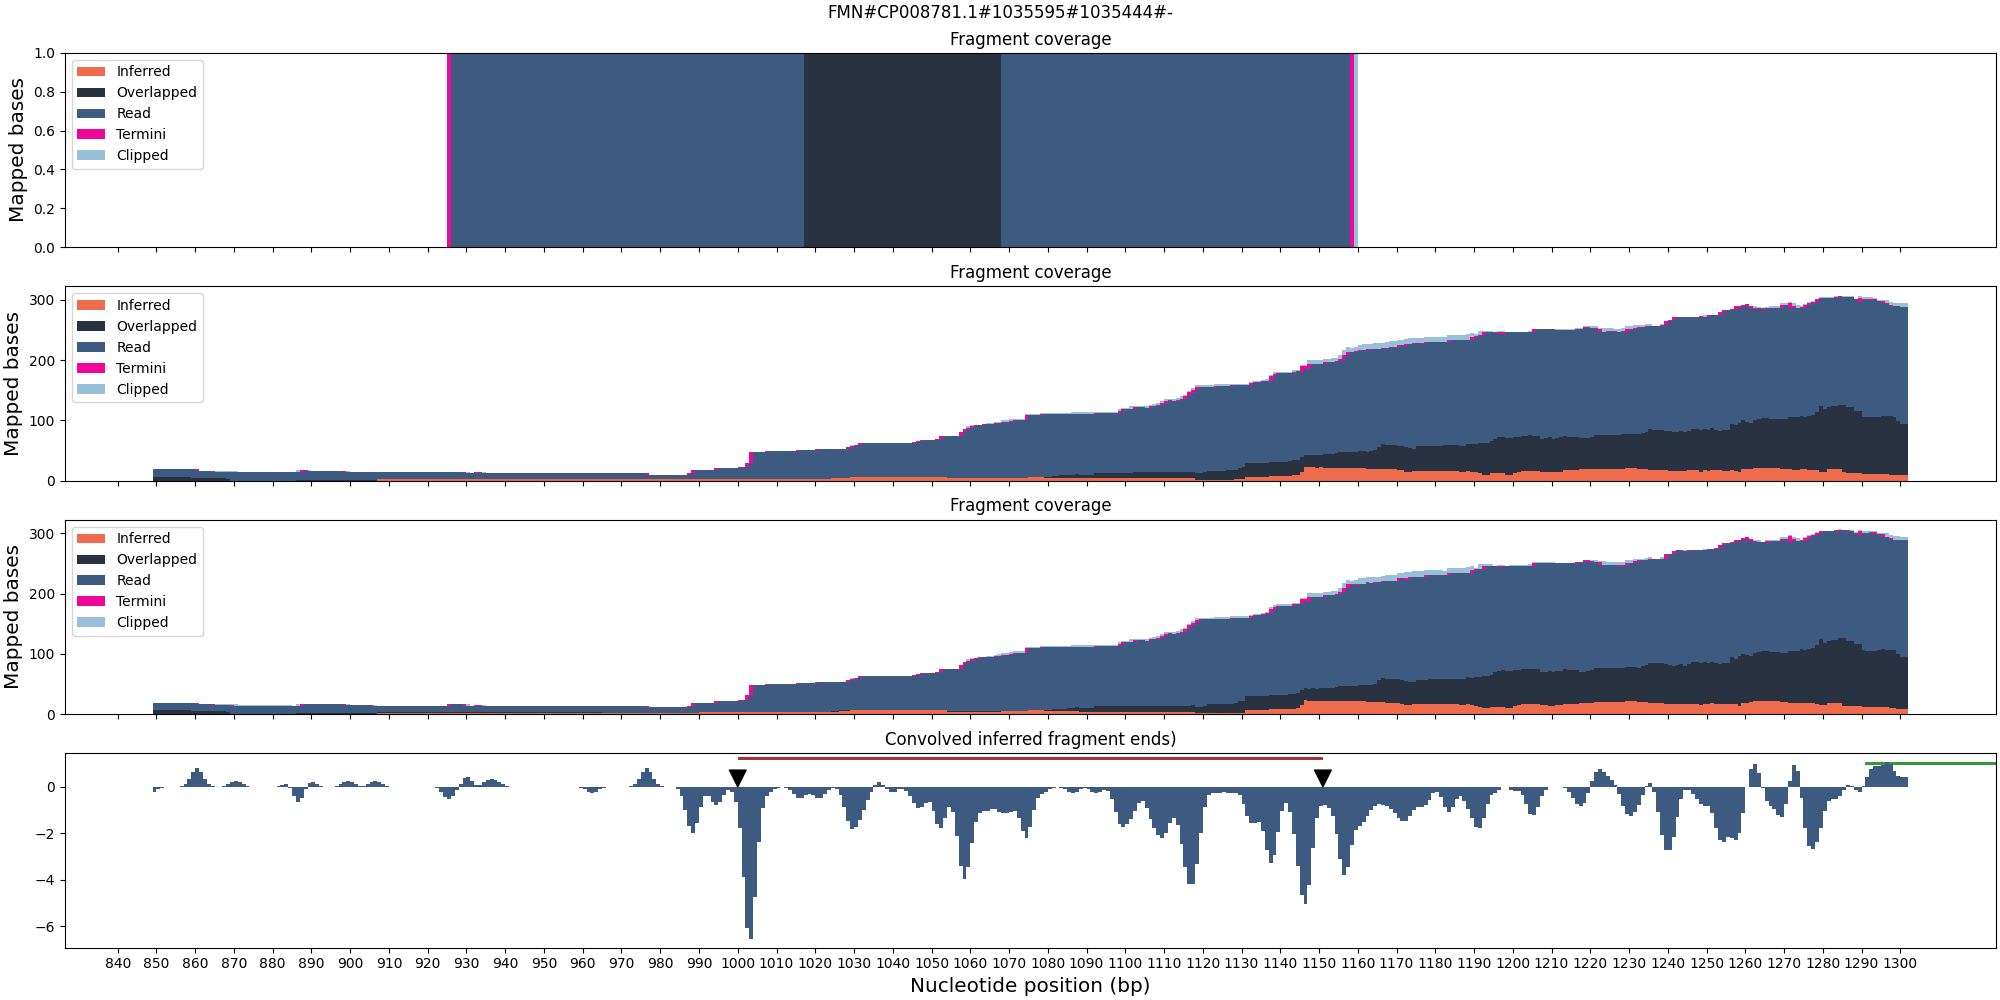 FMN#CP008781.1#1035595#1035444#-
Fragment coverage
Mapped bases
1.0
0.8
0.6
0.4
0.2
0.0
Inferred
Overlapped
Read
Termini
Clipped
Fragment coverage
Mapped bases
300
200
100
0
Inferred
Overlapped
Read
Termini
Clipped
Fragment coverage
Mapped bases
300
200
100
0
Inferred
Overlapped
Read
Termini
Clipped
Convolved inferred fragment ends)
0
−2
−4
−6
840 850 860 870 880 890 900 910 920 930 940 950 960 970 980 990 1000 1010 1020 1030 1040 1050 1060 1070 1080 1090 1100 1110 1120 1130 1140 1150 1160 1170 1180 1190 1200 1210 1220 1230 1240 1250 1260 1270 1280 1290 1300
Nucleotide position (bp)